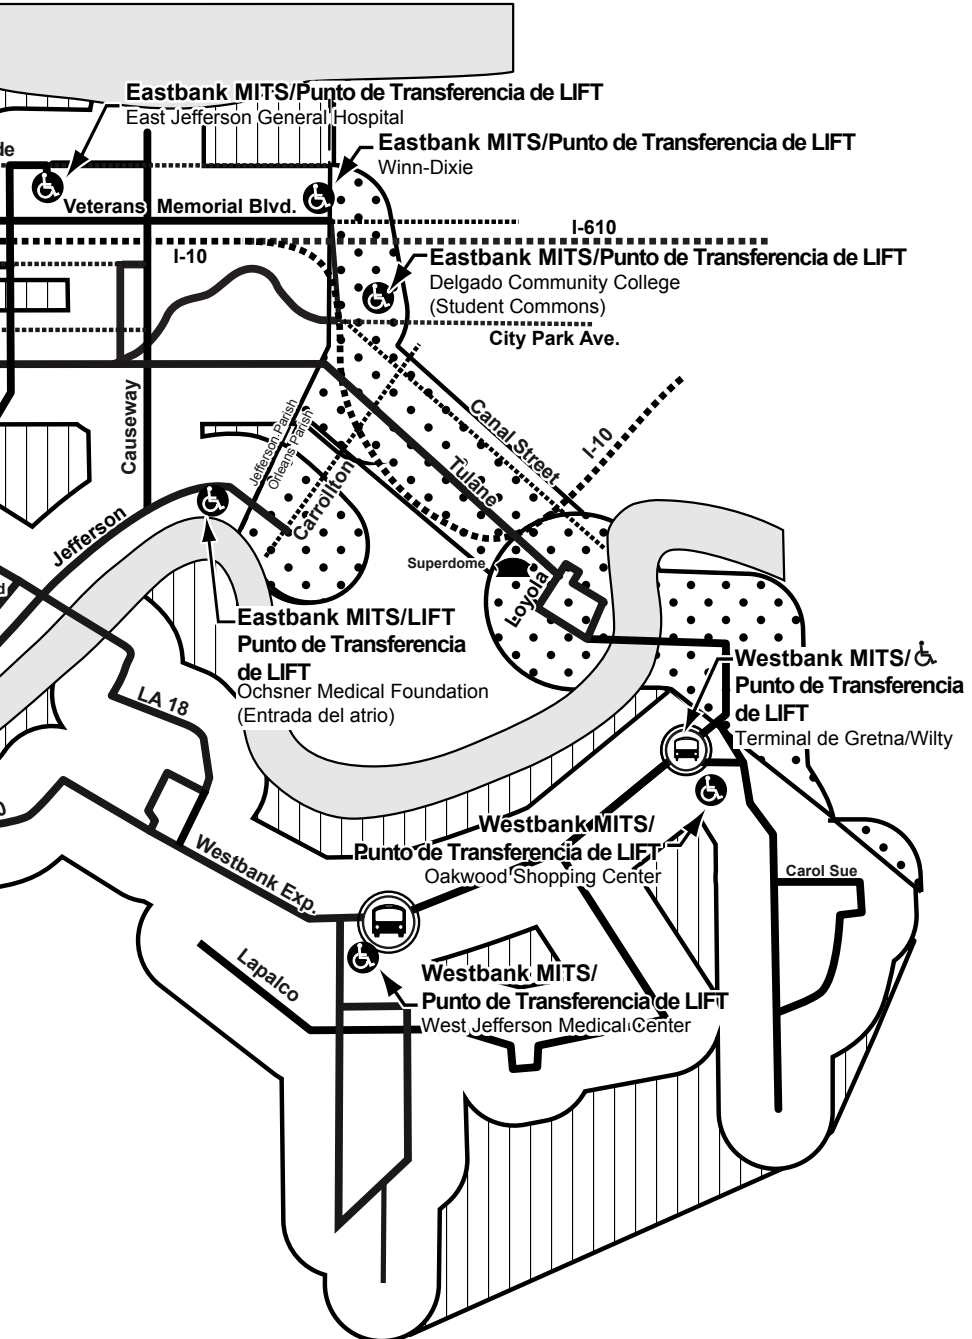 Eastbank MITS/Punto de Transferencia de LIFT
East Jefferson General Hospital
Eastbank MITS/Punto de Transferencia de LIFT
Winn-Dixie
de
Veterans Memorial Blvd.
I-610
I-10
Eastbank MITS/Punto de Transferencia de LIFT
Delgado Community College
(Student Commons)
City Park Ave.
Causeway
Jefferson Parish
Orleans Parish
Canal Street
I-10
Tulane
Carrollton
Jefferson
Superdome
Loyola
d
Eastbank MITS/LIFT
Punto de Transferencia
de LIFT
Ochsner Medical Foundation
(Entrada del atrio)
Westbank MITS/
Punto de Transferencia
de LIFT
Terminal de Gretna/Wilty
LA 18
0
Westbank MITS/
Punto de Transferencia de LIFT
Oakwood Shopping Center
Westbank Exp.
Carol Sue
Lapalco
Westbank MITS/
Punto de Transferencia de LIFT
West Jefferson Medical Center